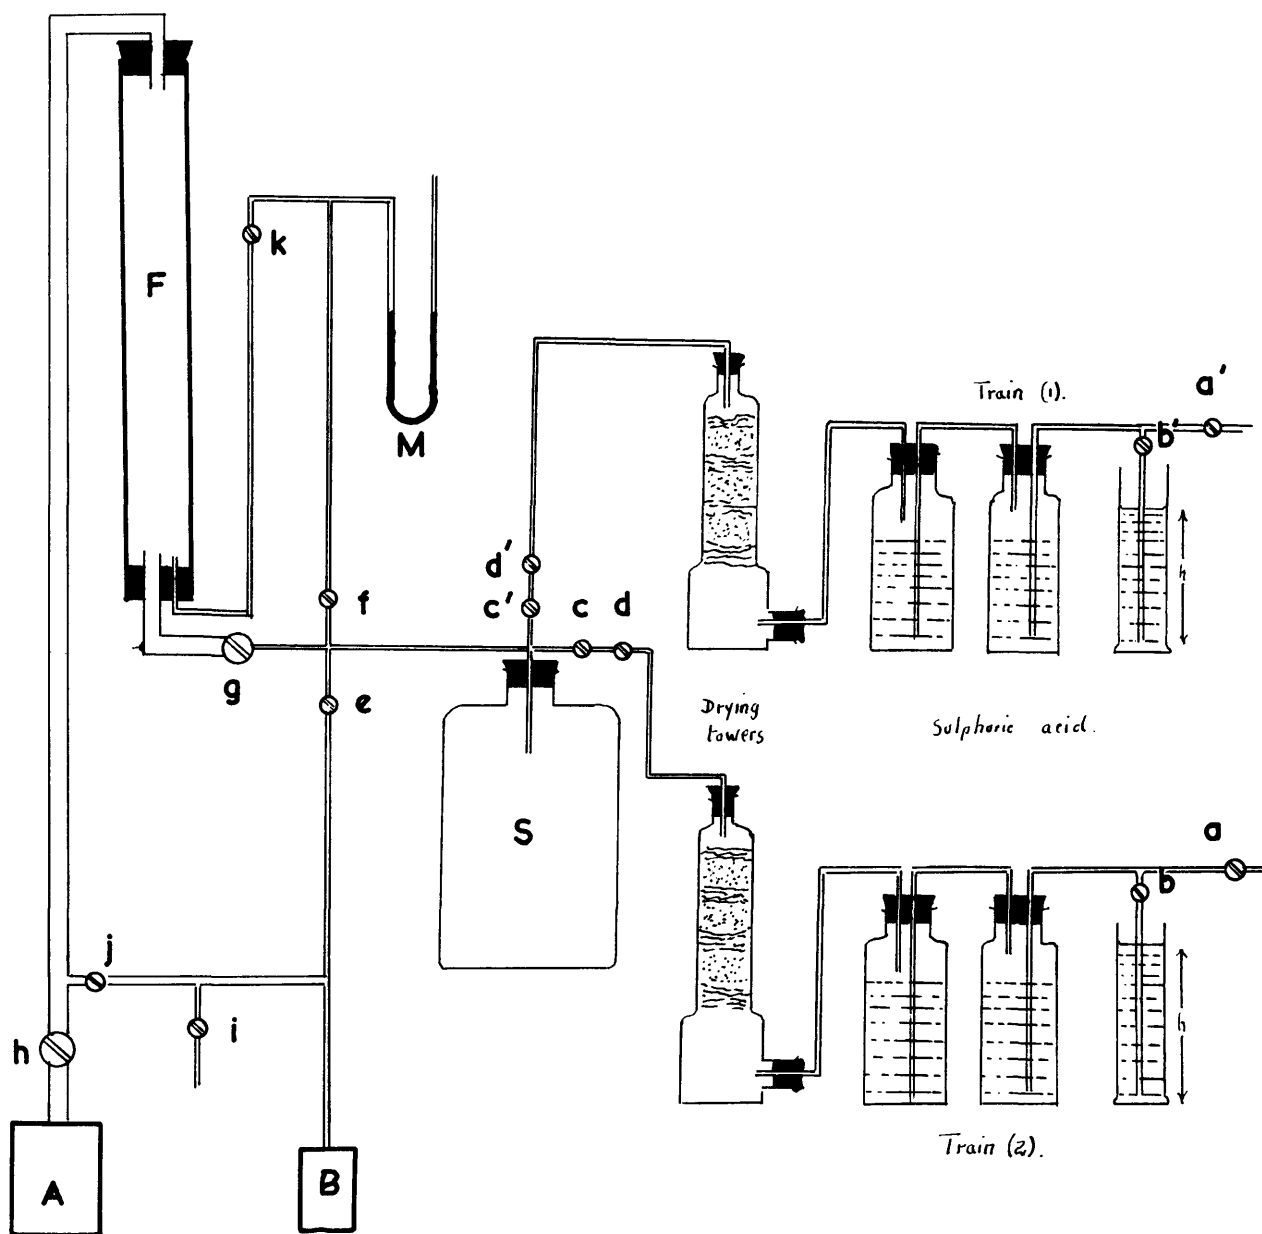 F
k
M
Train (1).
a'
b'
h
d'
c'
c
d
f
g
e
Drying
towers
Sulphuric acid.
S
a
b
h
j
i
h
A
B
Train (2).